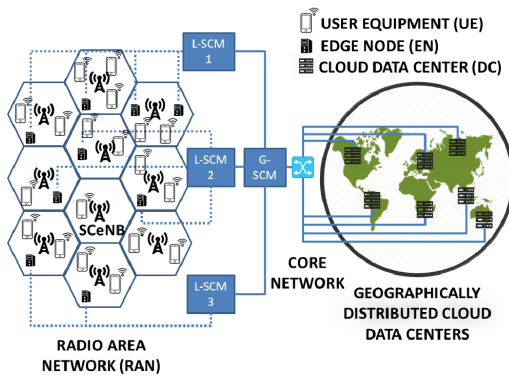 USER EQUIPMENT (UE)
EDGE NODE (EN)
CLOUD DATA CENTER (DC)
L-SCM
1
L-SCM
2
G-
SCM
L-SCM
3
SCeNB
CORE
NETWORK
GEOGRAPHICALLY
DISTRIBUTED CLOUD
DATA CENTERS
RADIO AREA
NETWORK (RAN)